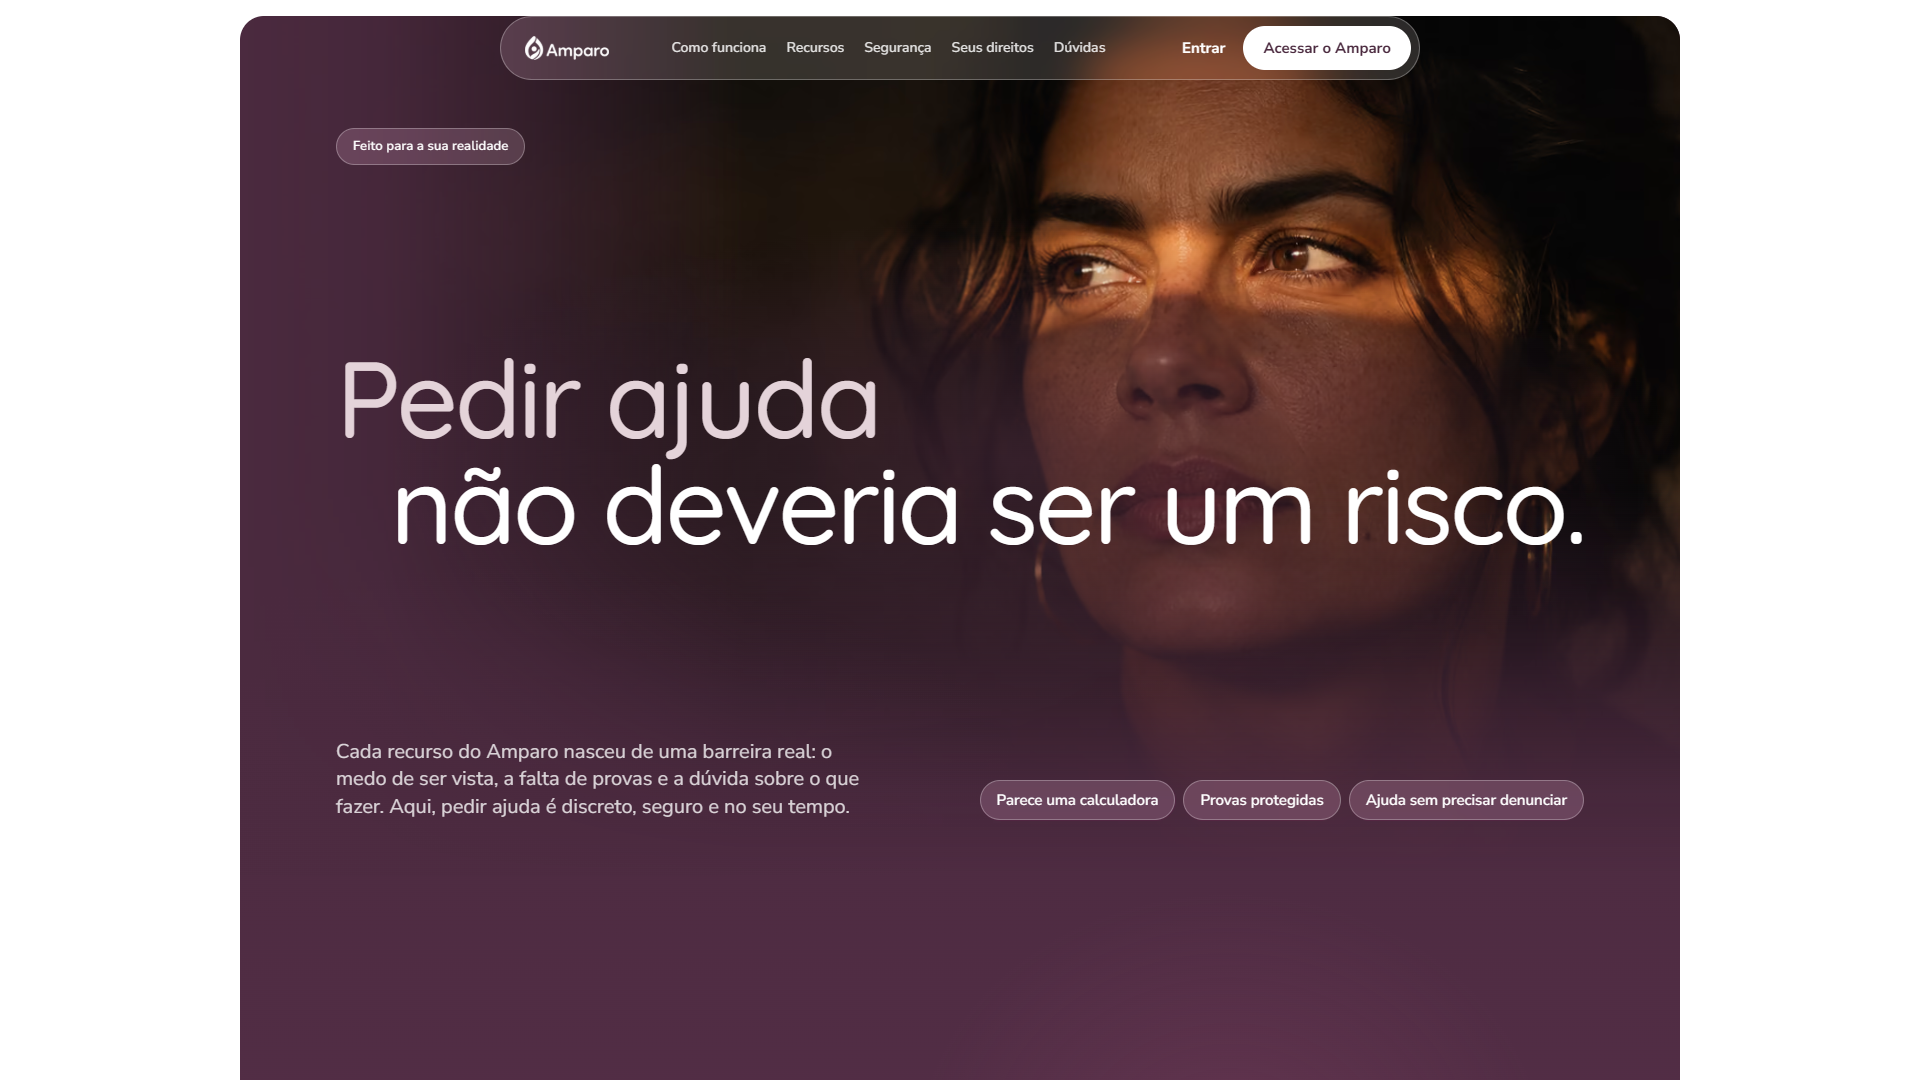 Amparo
Como funciona
Recursos
Segurança
Seus direitos
Dúvidas
Entrar
Acessar o Amparo
Feito para a sua realidade
Pedir ajuda
não deveria ser um risco.
Cada recurso do Amparo nasceu de uma barreira real: o
medo de ser vista, a falta de provas e a dúvida sobre o que
fazer. Aqui, pedir ajuda é discreto, seguro e no seu tempo.
Parece uma calculadora
Provas protegidas
Ajuda sem precisar denunciar